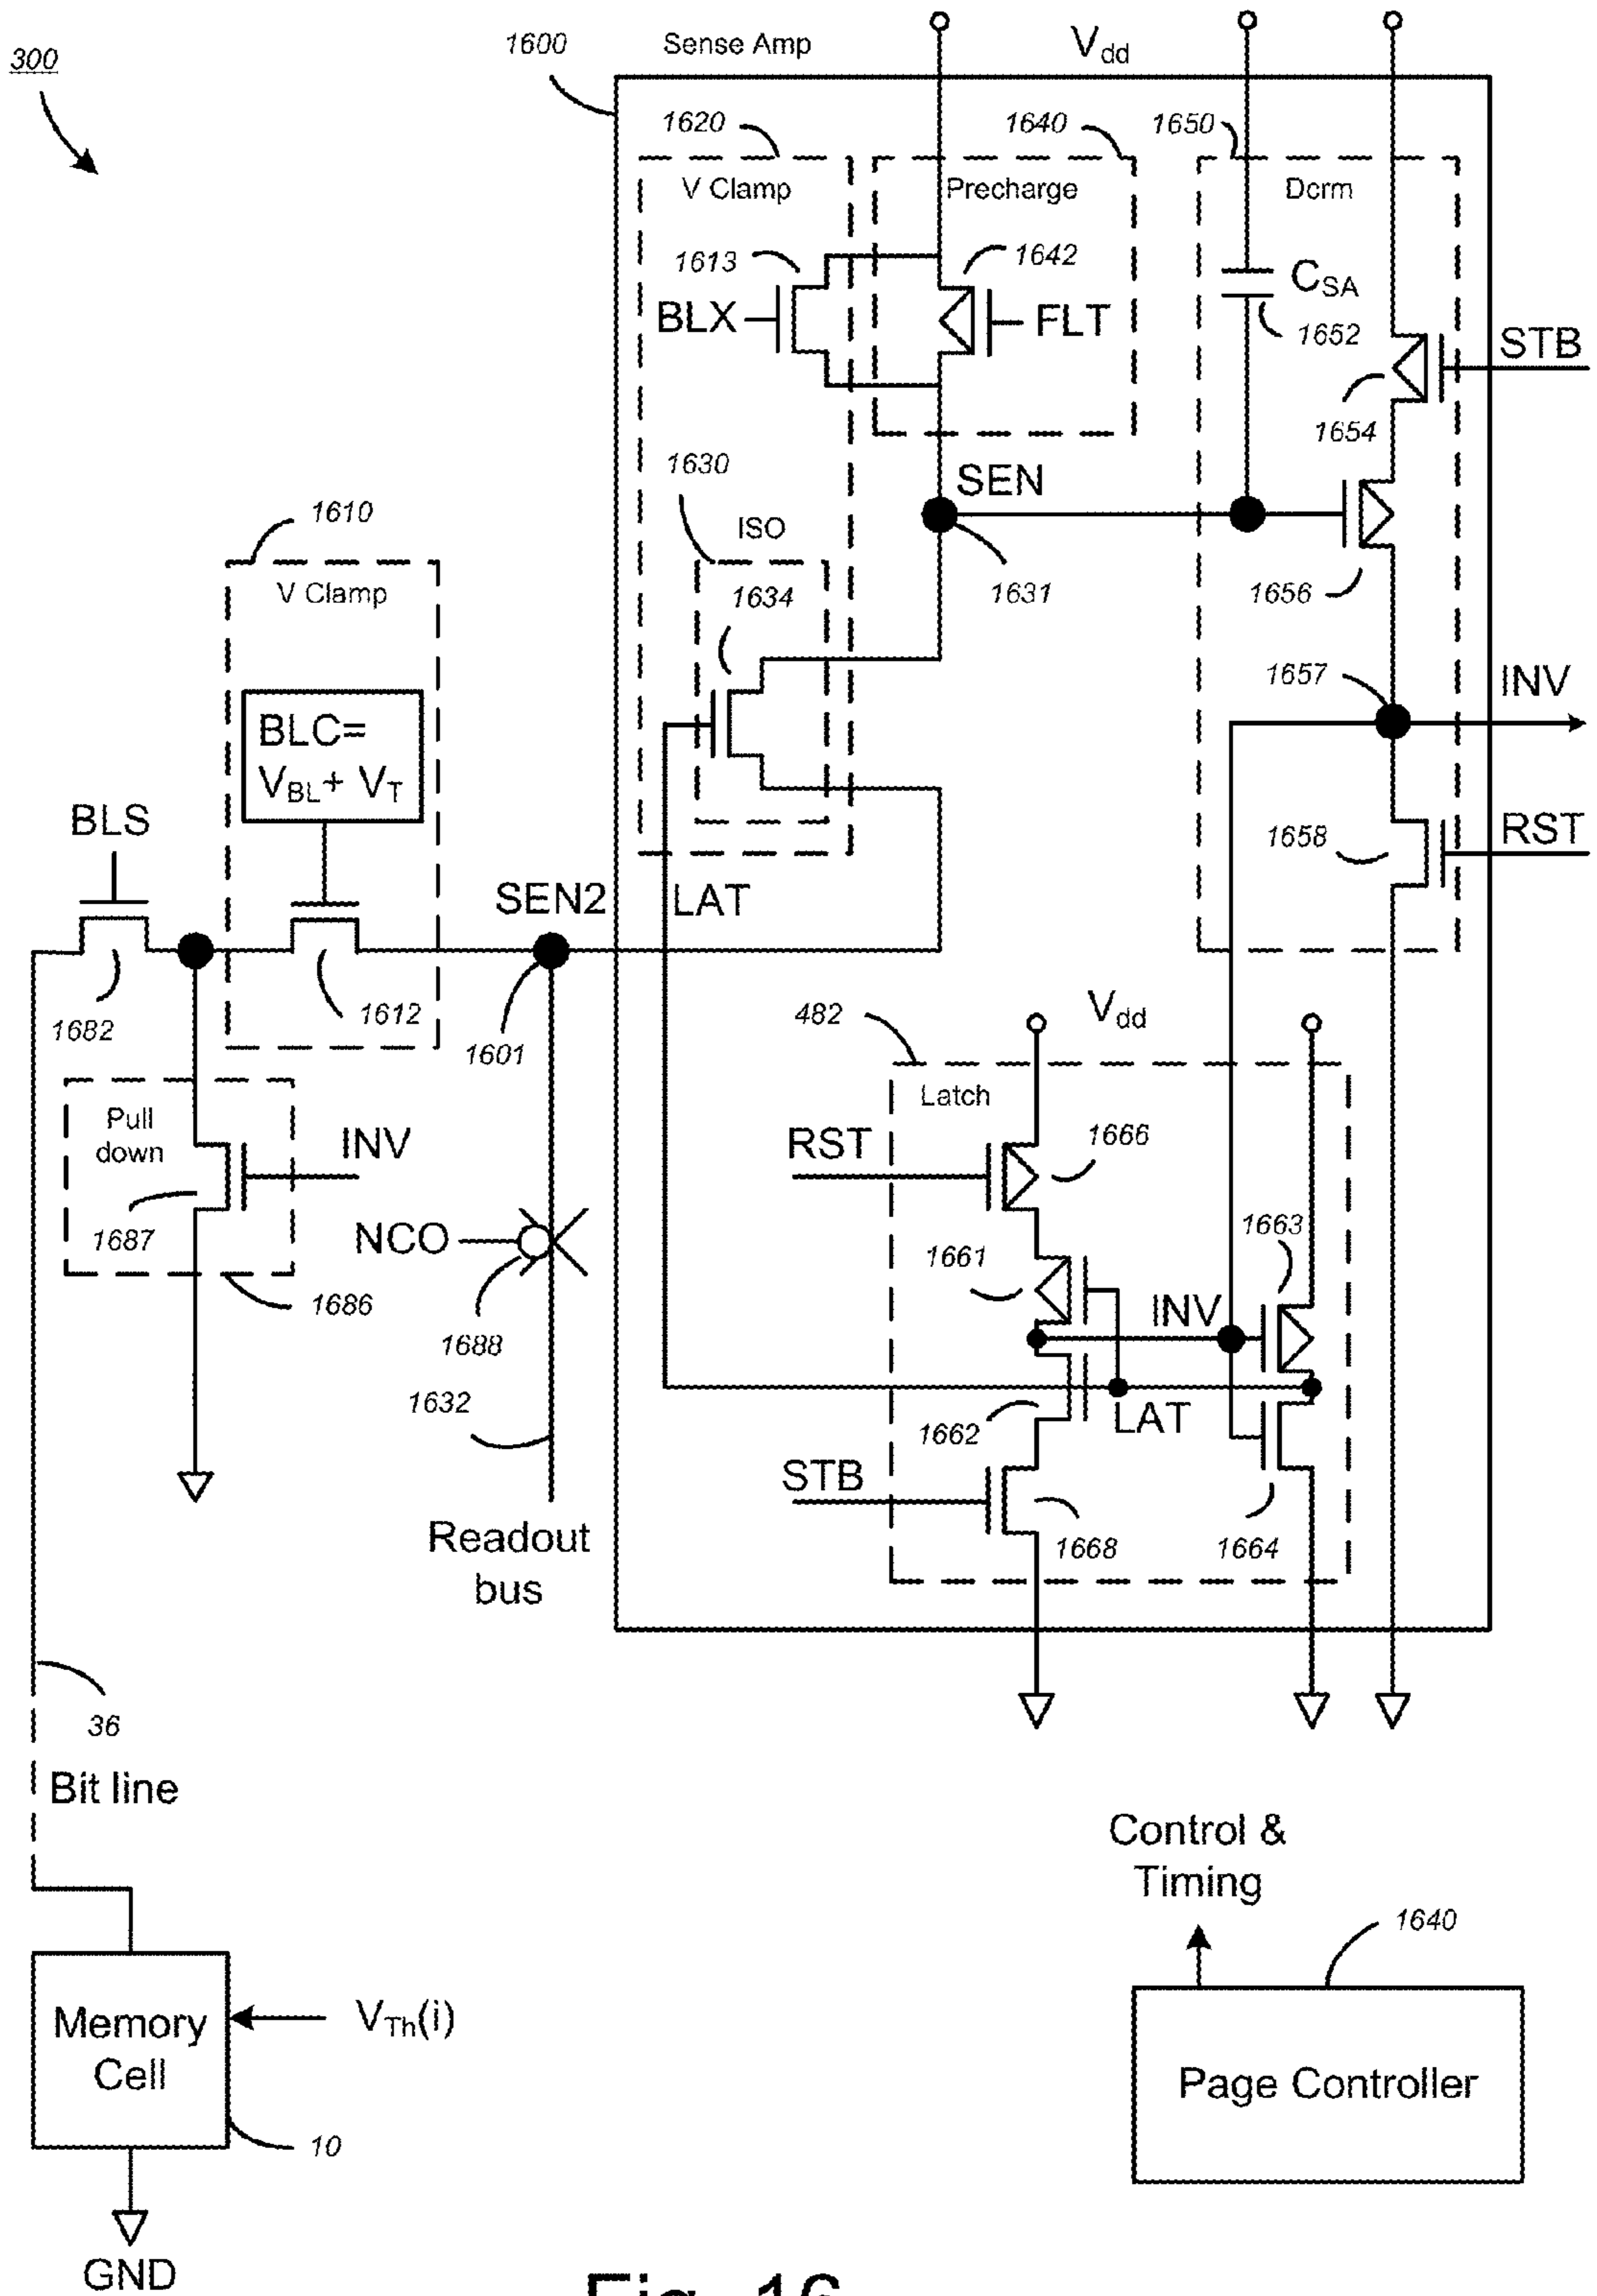 300
1600
Sense Amp
Vdd
1620
1640
1650
V Clamp
Precharge
Dcrm
1613
1642
BLX
FLT
CSA
1652
STB
1654
1630
SEN
1610
ISO
V Clamp
1634
1631
1656
1657
INV
BLC=
VBL+ VT
BLS
1658
RST
SEN2
LAT
1682
1612
1601
482
Vdd
Latch
Pull
down
INV
RST
1666
1687
NCO
1661
1663
1686
INV
1688
1632
1662
LAT
STB
Readout
bus
1668
1664
36
Bit line
Control &
Timing
1640
Memory
Cell
VTh(i)
Page Controller
10
GND
Fig. 16